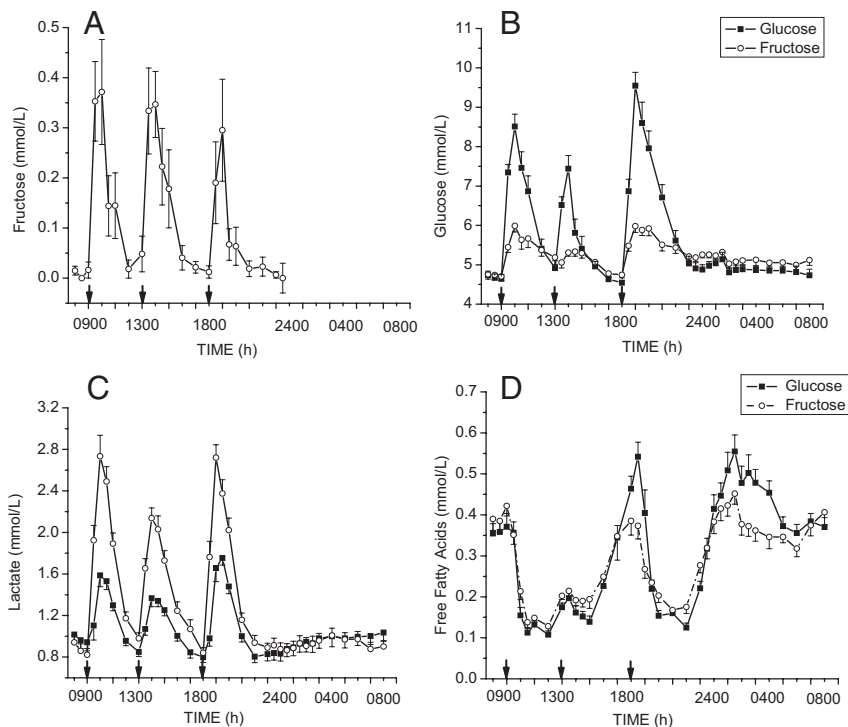 A
0.5
0.4
0.3
0.2
0.1
0.0
Fructose (mmol/L)
0900 1300 1800 2400 0400 0800
TIME (h)
B
Glucose
Fructose
11
10
9
8
7
6
5
4
Glucose (mmol/L)
0900 1300 1800 2400 0400 0800
TIME (h)
C
3.2
2.8
2.4
2.0
1.6
1.2
0.8
Lactate (mmol/L)
0900 1300 1800 2400 0400 0800
TIME (h)
D
Glucose
Fructose
0.7
0.6
0.5
0.4
0.3
0.2
0.1
0.0
Free Fatty Acids (mmol/L)
0900 1400 1800 2400 0400 0800
TIME (h)